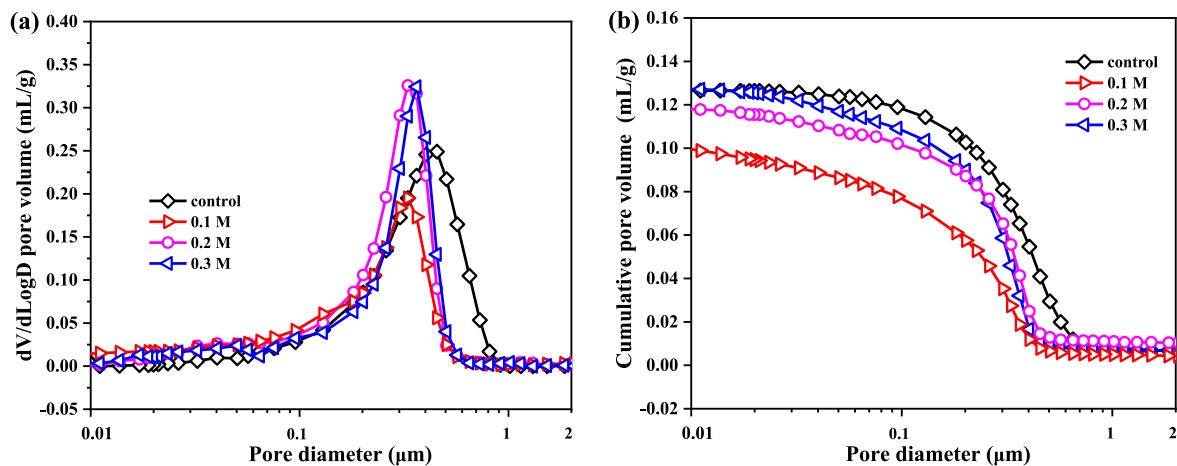 (a)
dV/dLogD pore volume (mL/g)
0.40
0.35
0.30
0.25
0.20
0.15
0.10
0.05
0.00
-0.05
control
0.1 M
0.2 M
0.3 M
0.01
0.1
1
2
Pore diameter (μm)
(b)
Cumulative pore volume (mL/g)
0.16
0.14
0.12
0.10
0.08
0.06
0.04
0.02
0.00
-0.02
control
0.1 M
0.2 M
0.3 M
0.01
0.1
1
2
Pore diameter (μm)